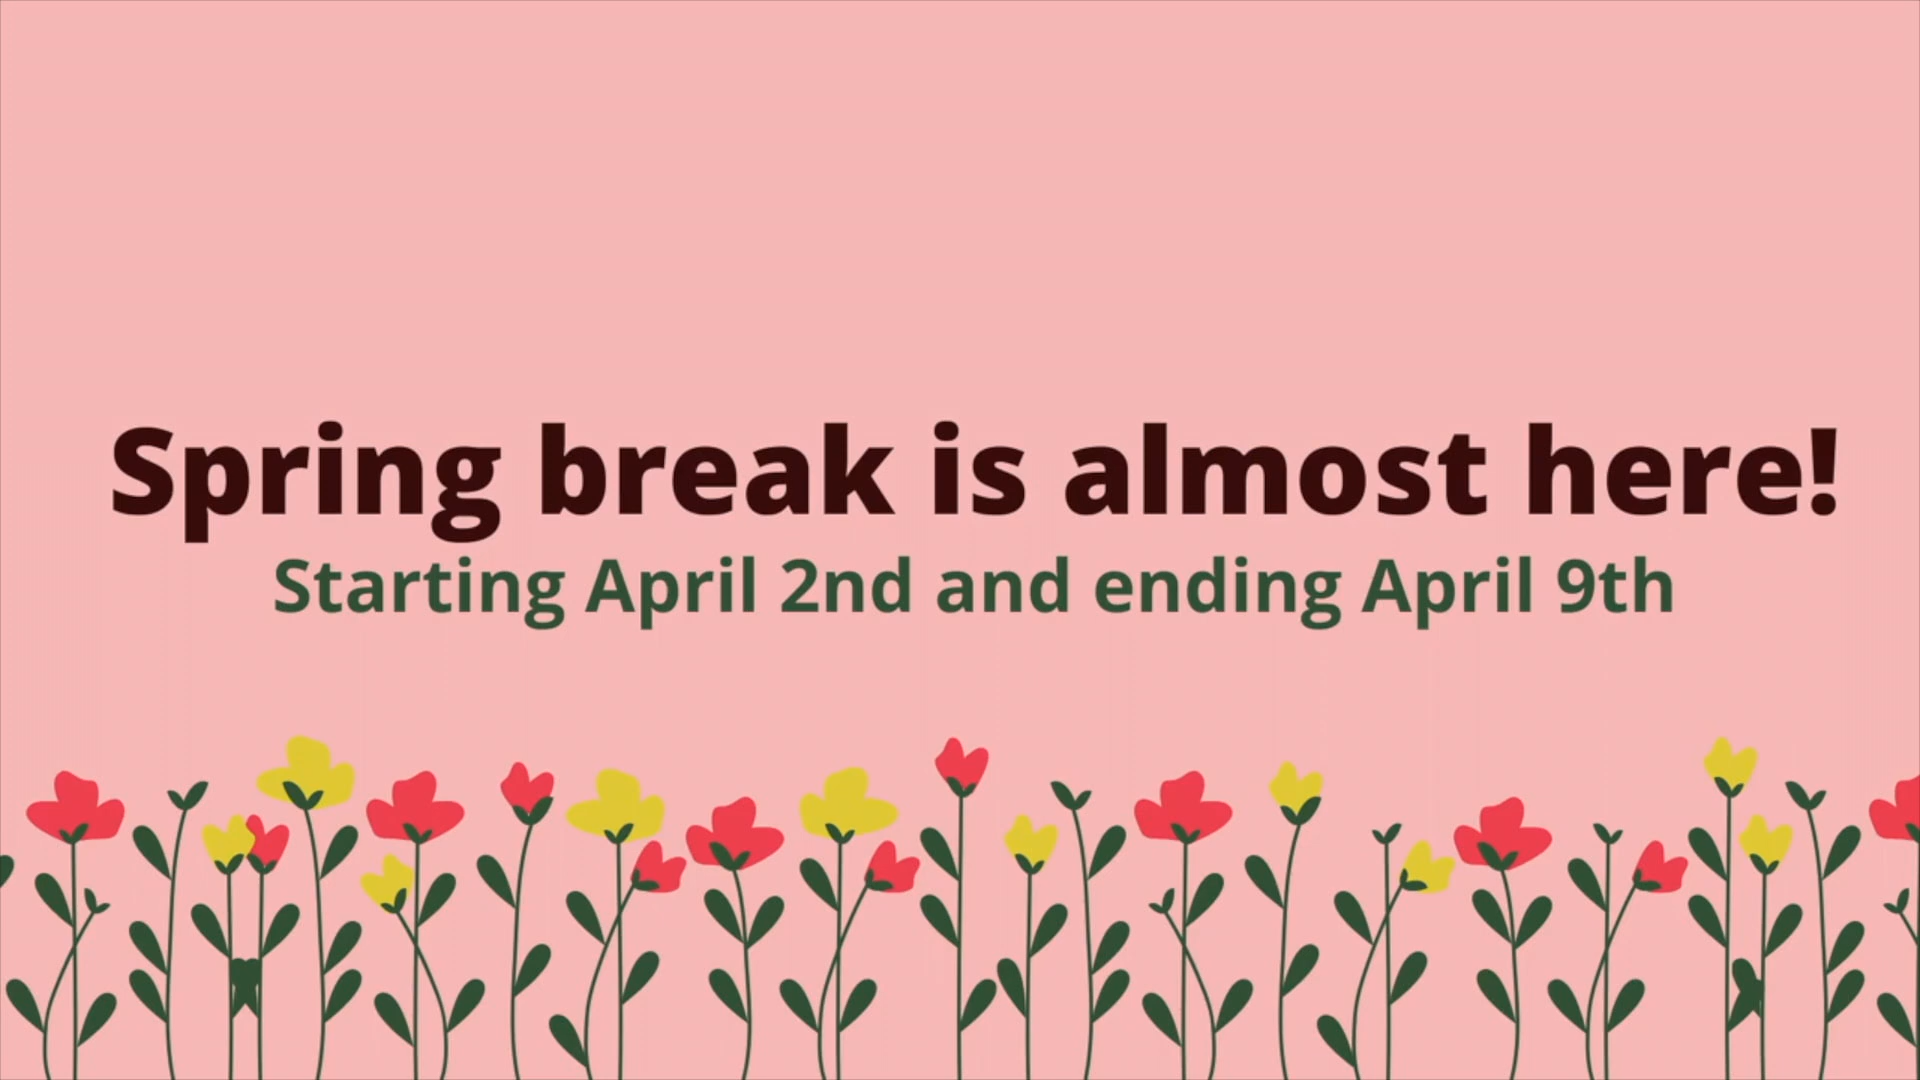 Spring break is almost here!
Starting April 2nd and ending April 9th